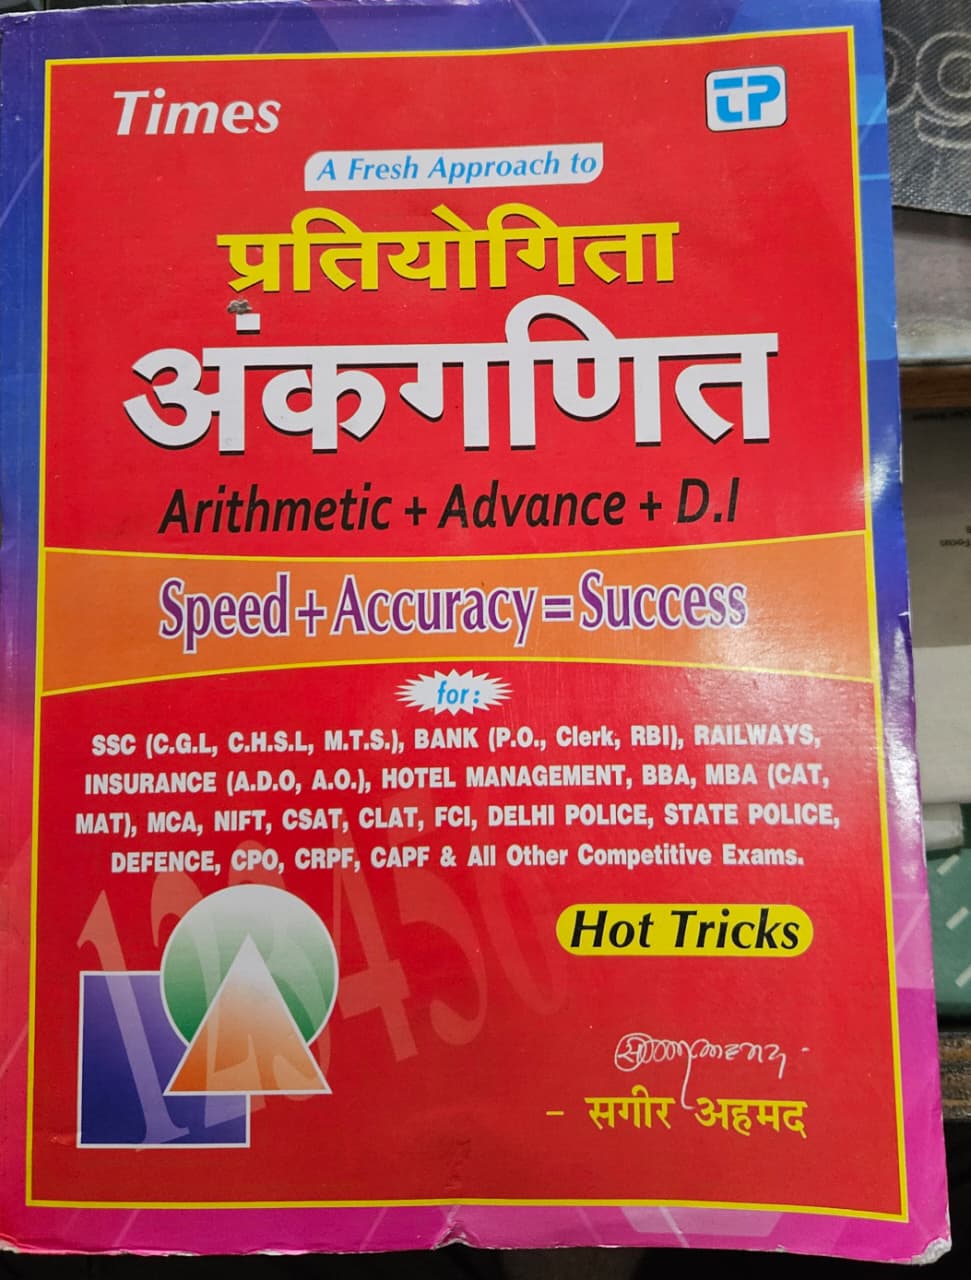 Times
TP
A Fresh Approach to
प्रतियोगिता
अंकगणित
Arithmetic + Advance + D.I
Speed + Accuracy = Success
for:
SSC (C.G.L, C.H.S.L, M.T.S.), BANK (P.O., Clerk, RBI), RAILWAYS,
INSURANCE (A.D.O, A.O.), HOTEL MANAGEMENT, BBA, MBA (CAT,
MAT), MCA, NIFT, CSAT, CLAT, FCI, DELHI POLICE, STATE POLICE,
DEFENCE, CPO, CRPF, CAPF & All Other Competitive Exams.
123456
Hot Tricks
- सगीर अहमद